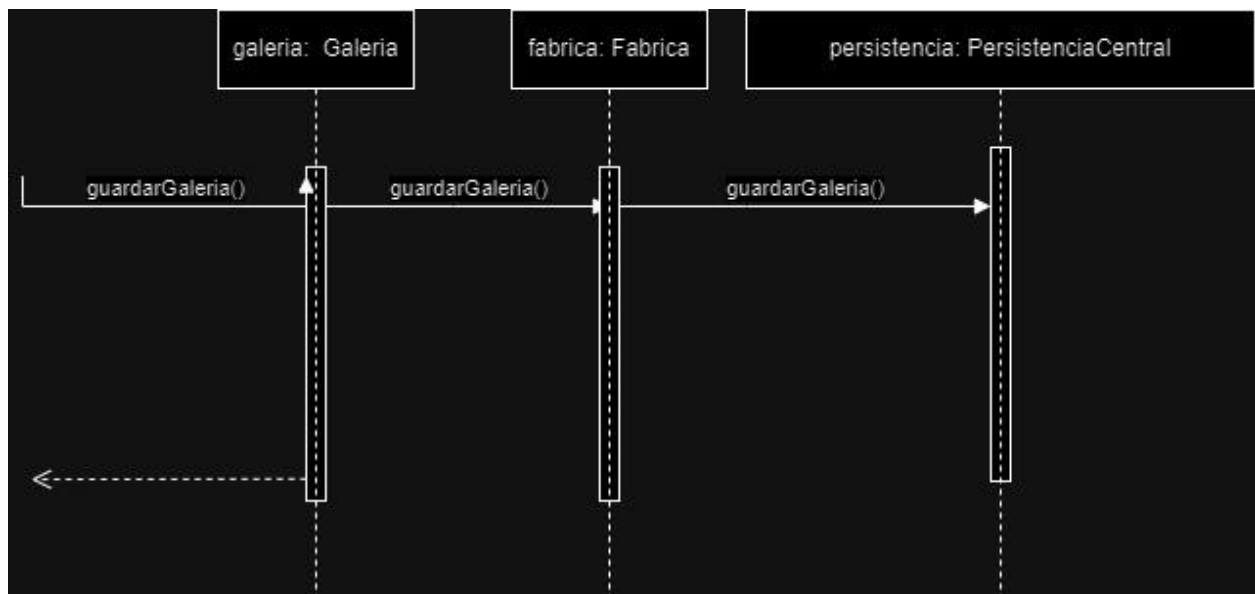 galeria: Galeria
fabrica: Fabrica
persistencia: PersistenciaCentral
guardarGaleria()
guardarGaleria()
guardarGaleria()